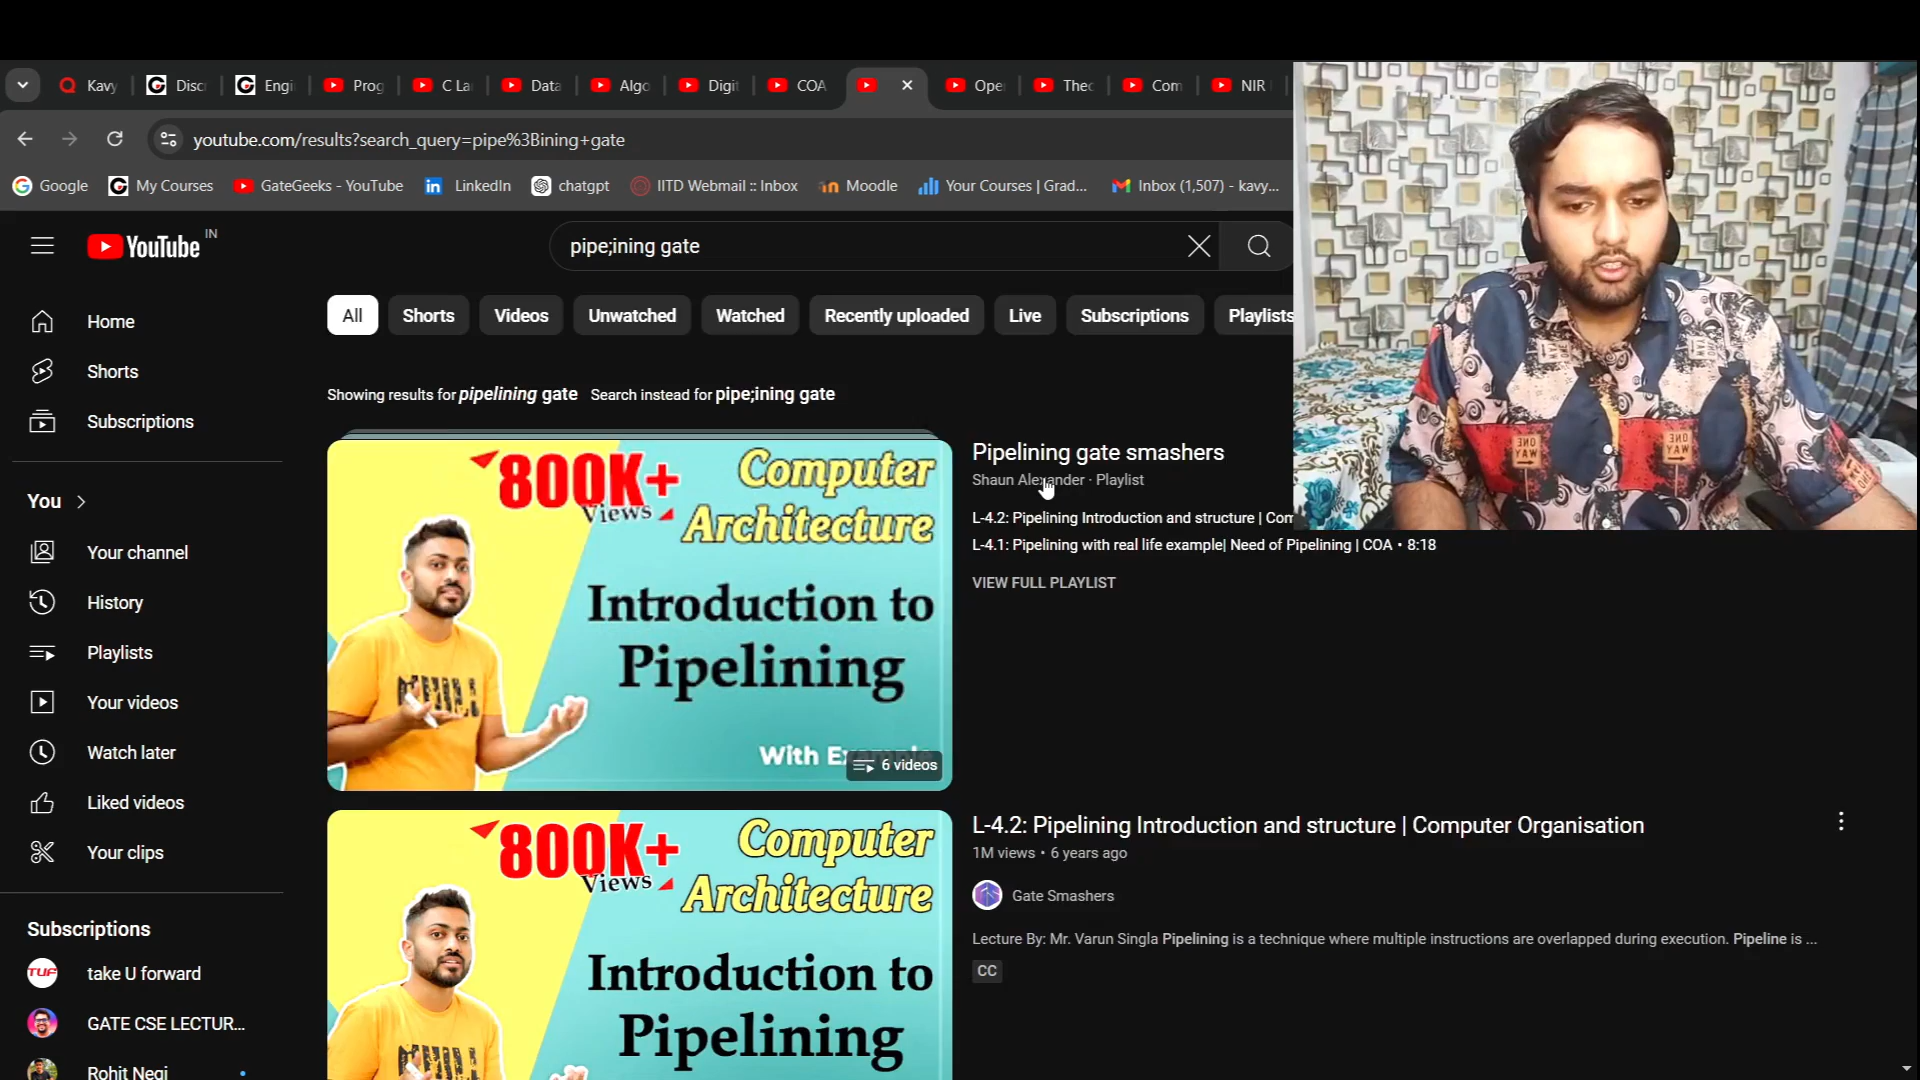 Kavy
Disc
Engi
Prog
C La
Data
Algo
Digit
COA
Ope
Theo
Com
NIR
youtube.com/results?search_query=pipe%3Bining+gate
Google
My Courses
GateGeeks - YouTube
LinkedIn
chatgpt
IITD Webmail :: Inbox
Moodle
Your Courses | Grad...
Inbox (1,507) - kavy...
YouTube IN
pipe;ining gate
All
Shorts
Videos
Unwatched
Watched
Recently uploaded
Live
Subscriptions
Playlists
Home
Shorts
Subscriptions
You
Your channel
History
Playlists
Your videos
Watch later
Liked videos
Your clips
Subscriptions
TUF
take U forward
GATE CSE LECTUR...
Rohit Negi
Showing results for pipelining gate Search instead for pipe;ining gate
800K+
Views
Computer
Architecture
Introduction to
Pipelining
6 videos
Pipelining gate smashers
Shaun Alexander · Playlist
L-4.2: Pipelining Introduction and structure | Com
L-4.1: Pipelining with real life example| Need of Pipelining | COA • 8:18
VIEW FULL PLAYLIST
800K+
Views
Computer
Architecture
Introduction to
Pipelining
L-4.2: Pipelining Introduction and structure | Computer Organisation
1M views • 6 years ago
Gate Smashers
Lecture By: Mr. Varun Singla Pipelining is a technique where multiple instructions are overlapped during execution. Pipeline is ...
CC
ONE
WAY
ONE
WAY